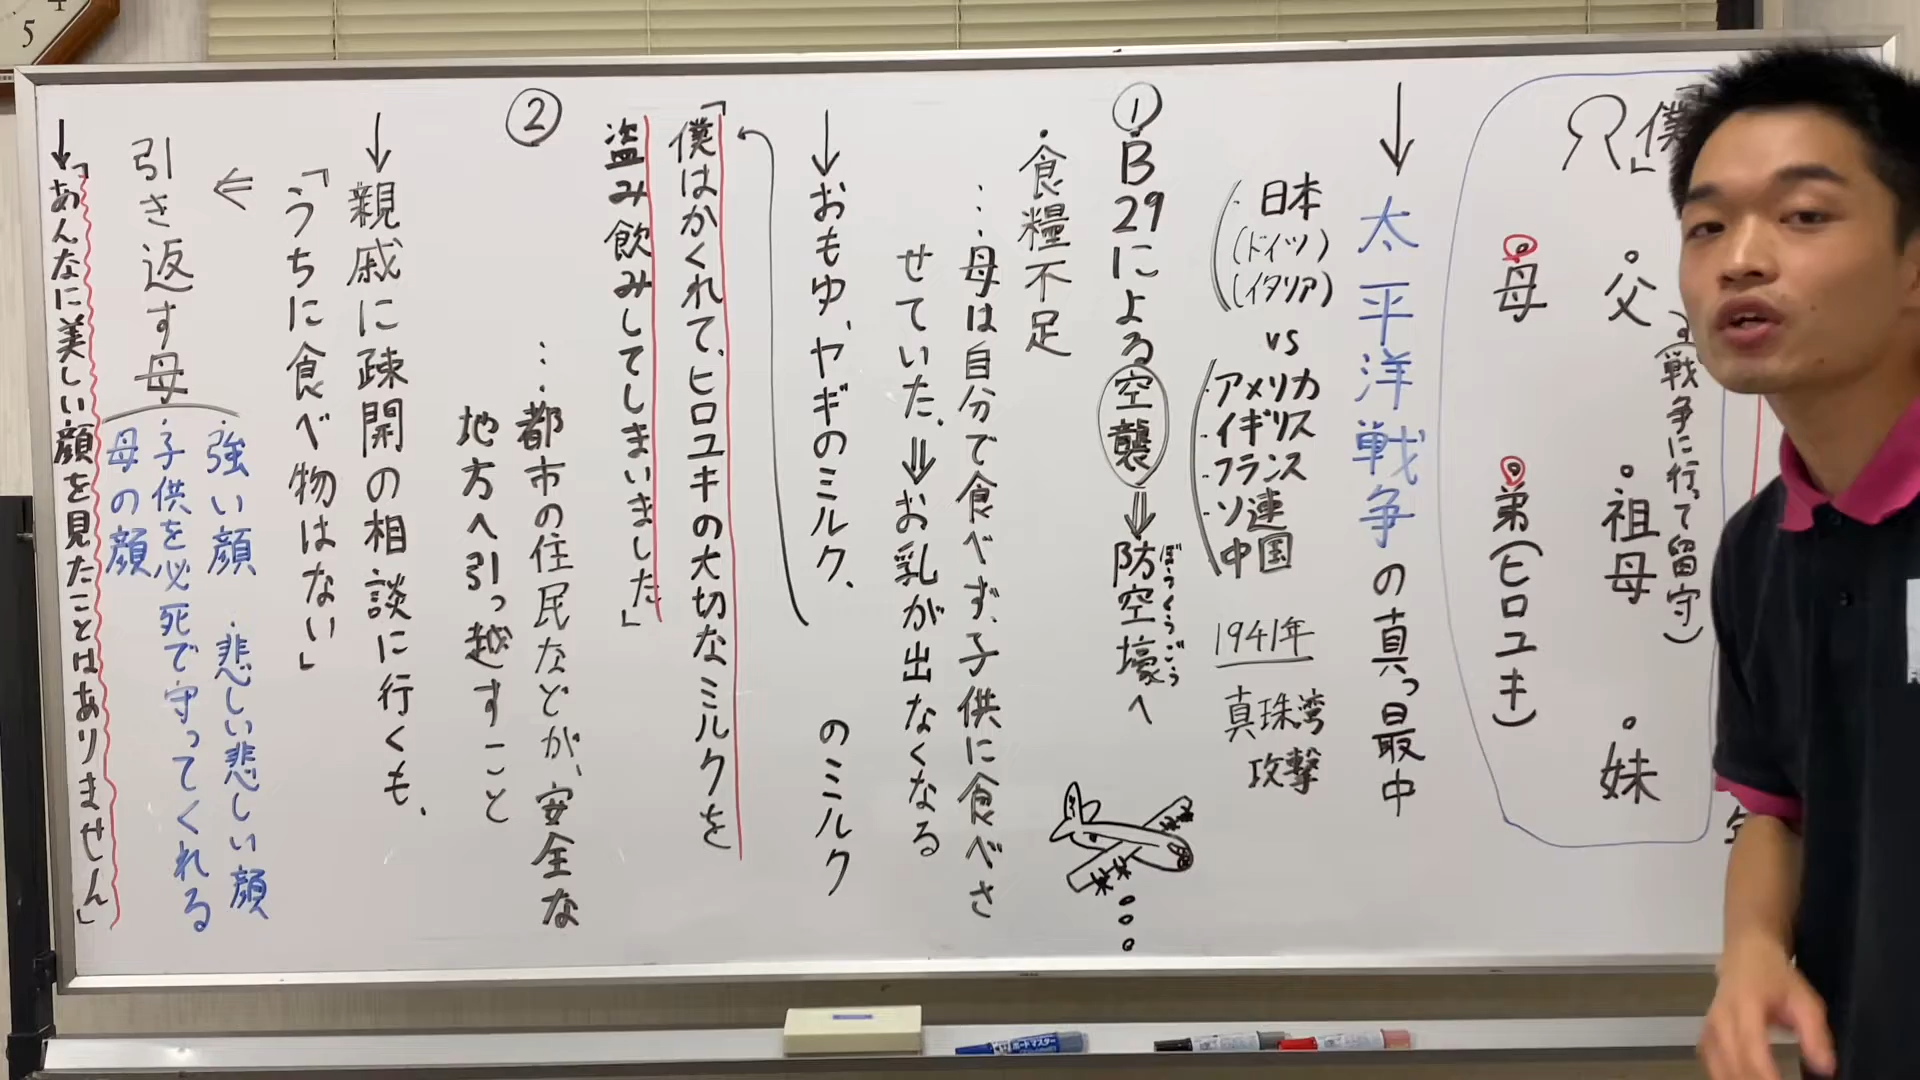 「僕」
・父
(戦争に行って留守)
・祖母
・妹
・母
・弟(ヒロユキ)
↓太平洋戦争の真っ最中
・日本
(ドイツ)
(イタリア)
vs
・アメリカ
・イギリス
・フランス
・ソ連
・中国
1941年
真珠湾
攻撃
①
・B29による空襲⇒防空壕へ
ぼうくうごう
・食糧不足
…母は自分で食べず、子供に食べさ
せていた。⇒お乳が出なくなる
↓おもゆ、ヤギのミルク、　のミルク
「僕はかくれて、ヒロユキの大切なミルクを
盗み飲みしてしまいました」
②
…都市の住民などが、安全な
地方へ引っ越すこと
↓親戚に疎開の相談に行くも、
「うちに食べ物はない」
⇐
引き返す母
・強い顔　・悲しい悲しい顔
・子供を必死で守ってくれる
母の顔
↓「あんなに美しい顔を見たことはありません」
ボードマスター
5